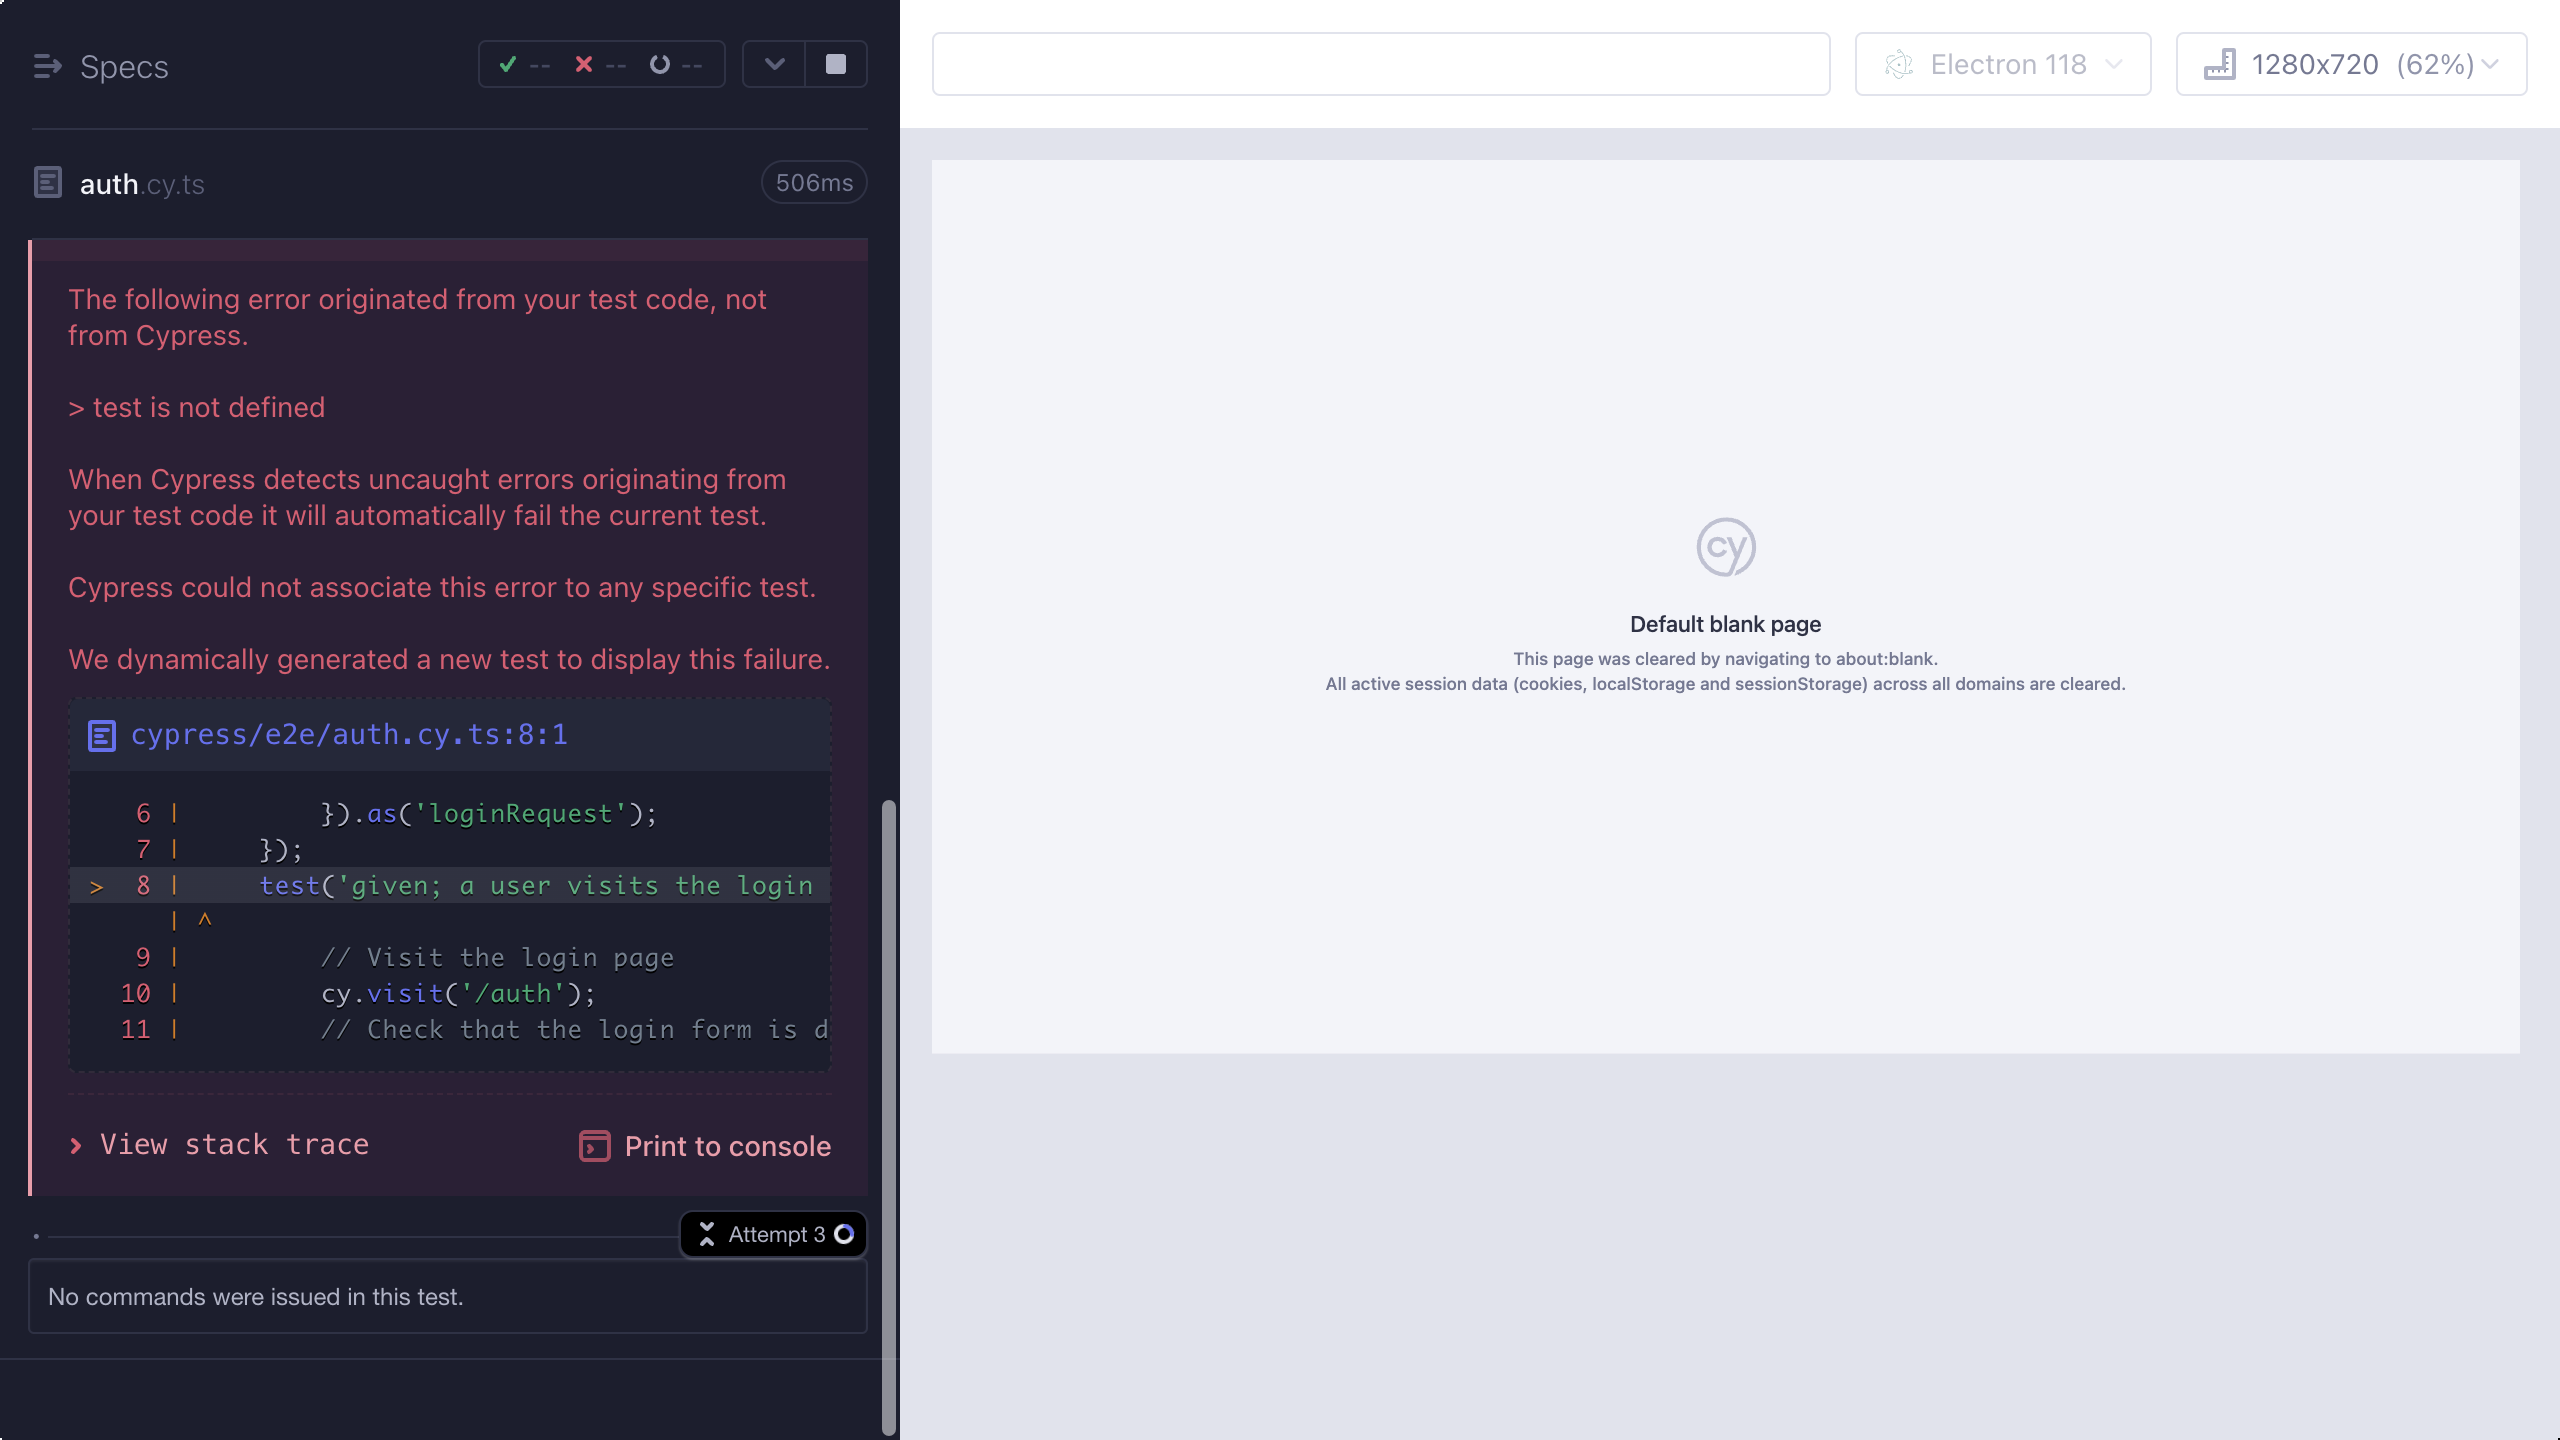 Specs
-- -- --
auth.cy.ts
506ms
The following error originated from your test code, not
from Cypress.
> test is not defined
When Cypress detects uncaught errors originating from
your test code it will automatically fail the current test.
Cypress could not associate this error to any specific test.
We dynamically generated a new test to display this failure.
cypress/e2e/auth.cy.ts:8:1
6 |         }).as('loginRequest');
7 |     });
> 8 |     test('given; a user visits the login
| ^
9 |         // Visit the login page
10 |         cy.visit('/auth');
11 |         // Check that the login form is d
View stack trace
Print to console
Attempt 3
No commands were issued in this test.
Electron 118
1280x720 (62%)
cy
Default blank page
This page was cleared by navigating to about:blank.
All active session data (cookies, localStorage and sessionStorage) across all domains are cleared.